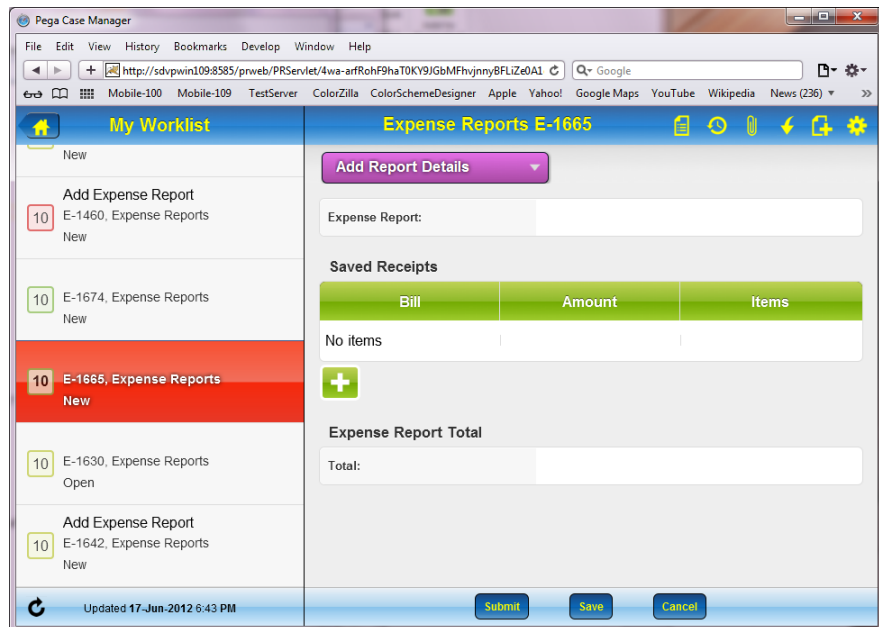 Pega Case Manager
File Edit View History Bookmarks Develop Window Help
http://sdvpwin109:8585/prweb/PRServlet/4wa-arfRohF9haT0KY9JGbMFhvjnnyBFLiZe0A1 Google
Mobile-100 Mobile-109 TestServer ColorZilla ColorSchemeDesigner Apple Yahoo! Google Maps YouTube Wikipedia News (236)
My Worklist
Expense Reports E-1665
New
Add Expense Report
10 E-1460, Expense Reports
New
10 E-1674, Expense Reports
New
10 E-1665, Expense Reports
New
10 E-1630, Expense Reports
Open
Add Expense Report
10 E-1642, Expense Reports
New
Updated 17-Jun-2012 6:43 PM
Add Report Details
Expense Report:
Saved Receipts
Bill Amount Items
No items
Expense Report Total
Total:
Submit Save Cancel